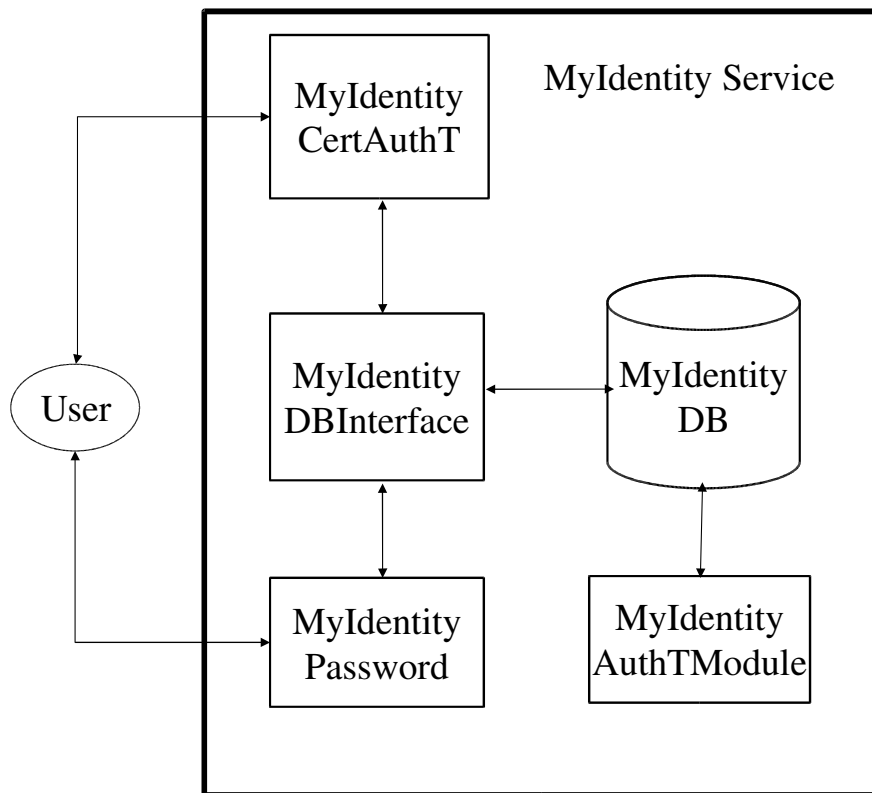 MyIdentity Service
MyIdentity
CertAuthT
MyIdentity
DBInterface
MyIdentity
DB
User
MyIdentity
Password
MyIdentity
AuthTModule